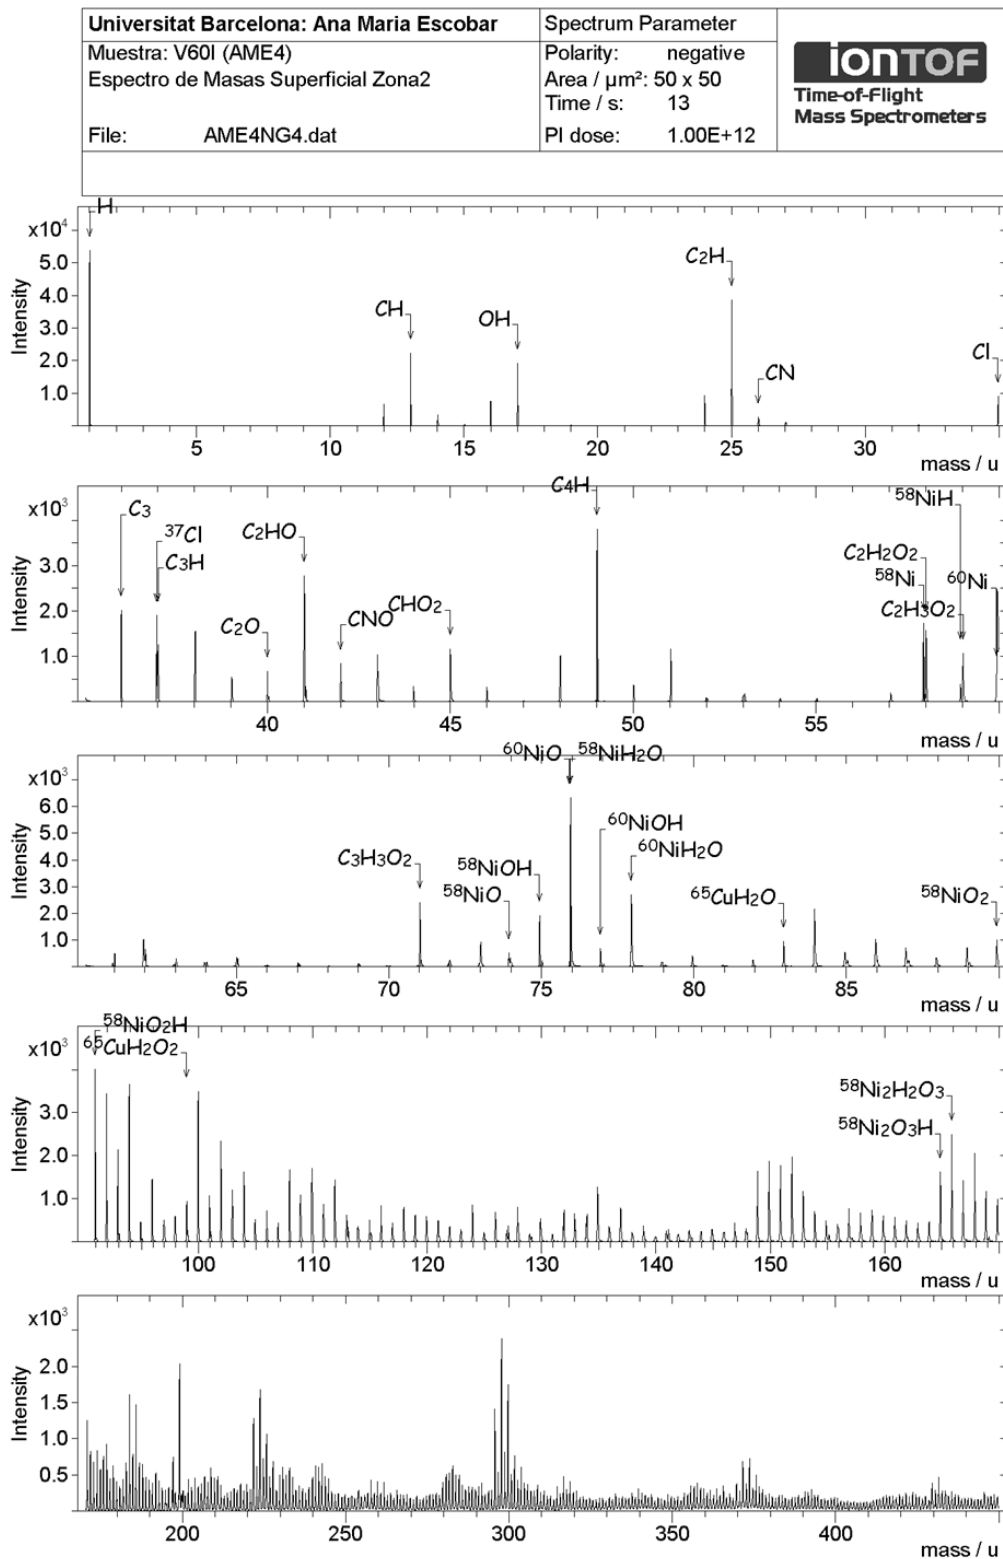 Universitat Barcelona: Ana Maria Escobar
Muestra: V60I (AME4)
Espectro de Masas Superficial Zona2
File: AME4NG4.dat
Spectrum Parameter
Polarity: negative
Area / µm²: 50 x 50
Time / s: 13
PI dose: 1.00E+12
ionTOF
Time-of-Flight
Mass Spectrometers
H
x10⁴
5.0
4.0
3.0
2.0
1.0
Intensity
CH
OH
C₂H
CN
Cl
5 10 15 20 25 30
mass / u
x10³
3.0
2.0
1.0
Intensity
C₃
³⁷Cl
C₃H
C₂O
C₂HO
CNO
CHO₂
C₄H
C₂H₂O₂
⁵⁸Ni
C₂H₃O₂
⁵⁸NiH
⁶⁰Ni
40 45 50 55
mass / u
x10³
6.0
5.0
4.0
3.0
2.0
1.0
Intensity
C₃H₃O₂
⁵⁸NiO
⁵⁸NiOH
⁶⁰NiO
⁵⁸NiH₂O
⁶⁰NiOH
⁶⁰NiH₂O
⁶⁵CuH₂O
⁵⁸NiO₂
65 70 75 80 85
mass / u
x10³
3.0
2.0
1.0
Intensity
⁵⁸NiO₂H
⁶⁵CuH₂O₂
⁵⁸Ni₂H₂O₃
⁵⁸Ni₂O₃H
100 110 120 130 140 150 160
mass / u
x10³
2.0
1.5
1.0
0.5
Intensity
200 250 300 350 400
mass / u